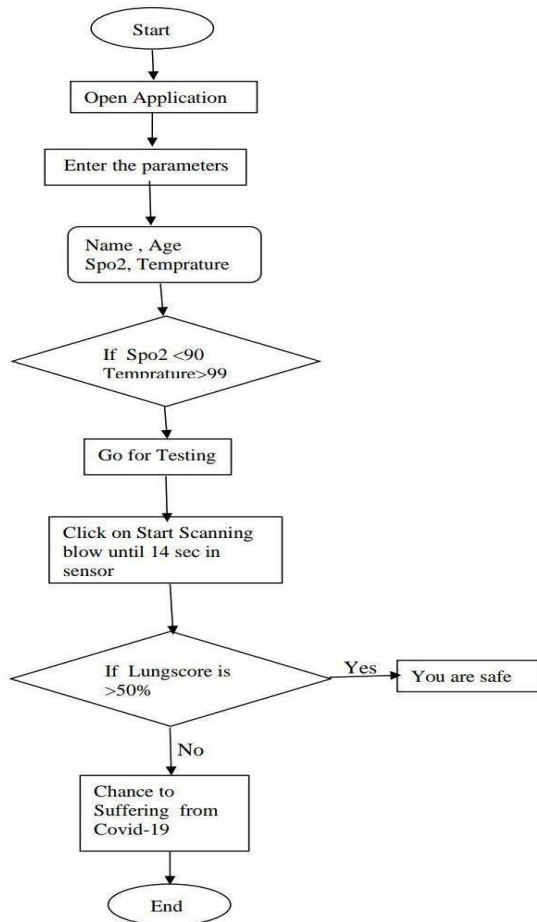 Start
Open Application
Enter the parameters
Name , Age
Spo2, Temprature
If Spo2 <90
Temprature>99
Go for Testing
Click on Start Scanning
blow until 14 sec in
sensor
If Lungscore is
>50%
Yes
You are safe
No
Chance to
Suffering from
Covid-19
End